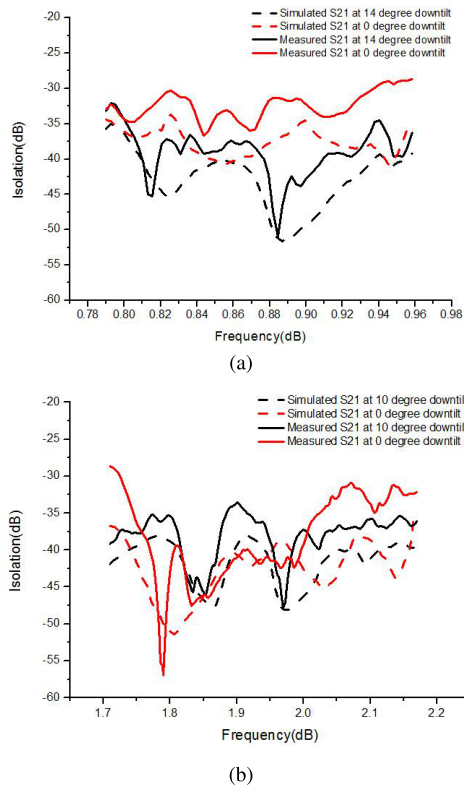 -20
-25
-30
-35
-40
-45
-50
-55
-60
Isolation(dB)
Simulated S21 at 14 degree downtilt
Simulated S21 at 0 degree downtilt
Measured S21 at 14 degree downtilt
Measured S21 at 0 degree downtilt
0.78 0.80 0.82 0.84 0.86 0.88 0.90 0.92 0.94 0.96 0.98
Frequency(dB)
(a)
-20
-25
-30
-35
-40
-45
-50
-55
-60
Isolation(dB)
Simulated S21 at 10 degree downtil
Simulated S21 at 0 degree downtilt
Measured S21 at 10 degree downtil
Measured S21 at 0 degree downtilt
1.7 1.8 1.9 2.0 2.1 2.2
Frequency(dB)
(b)